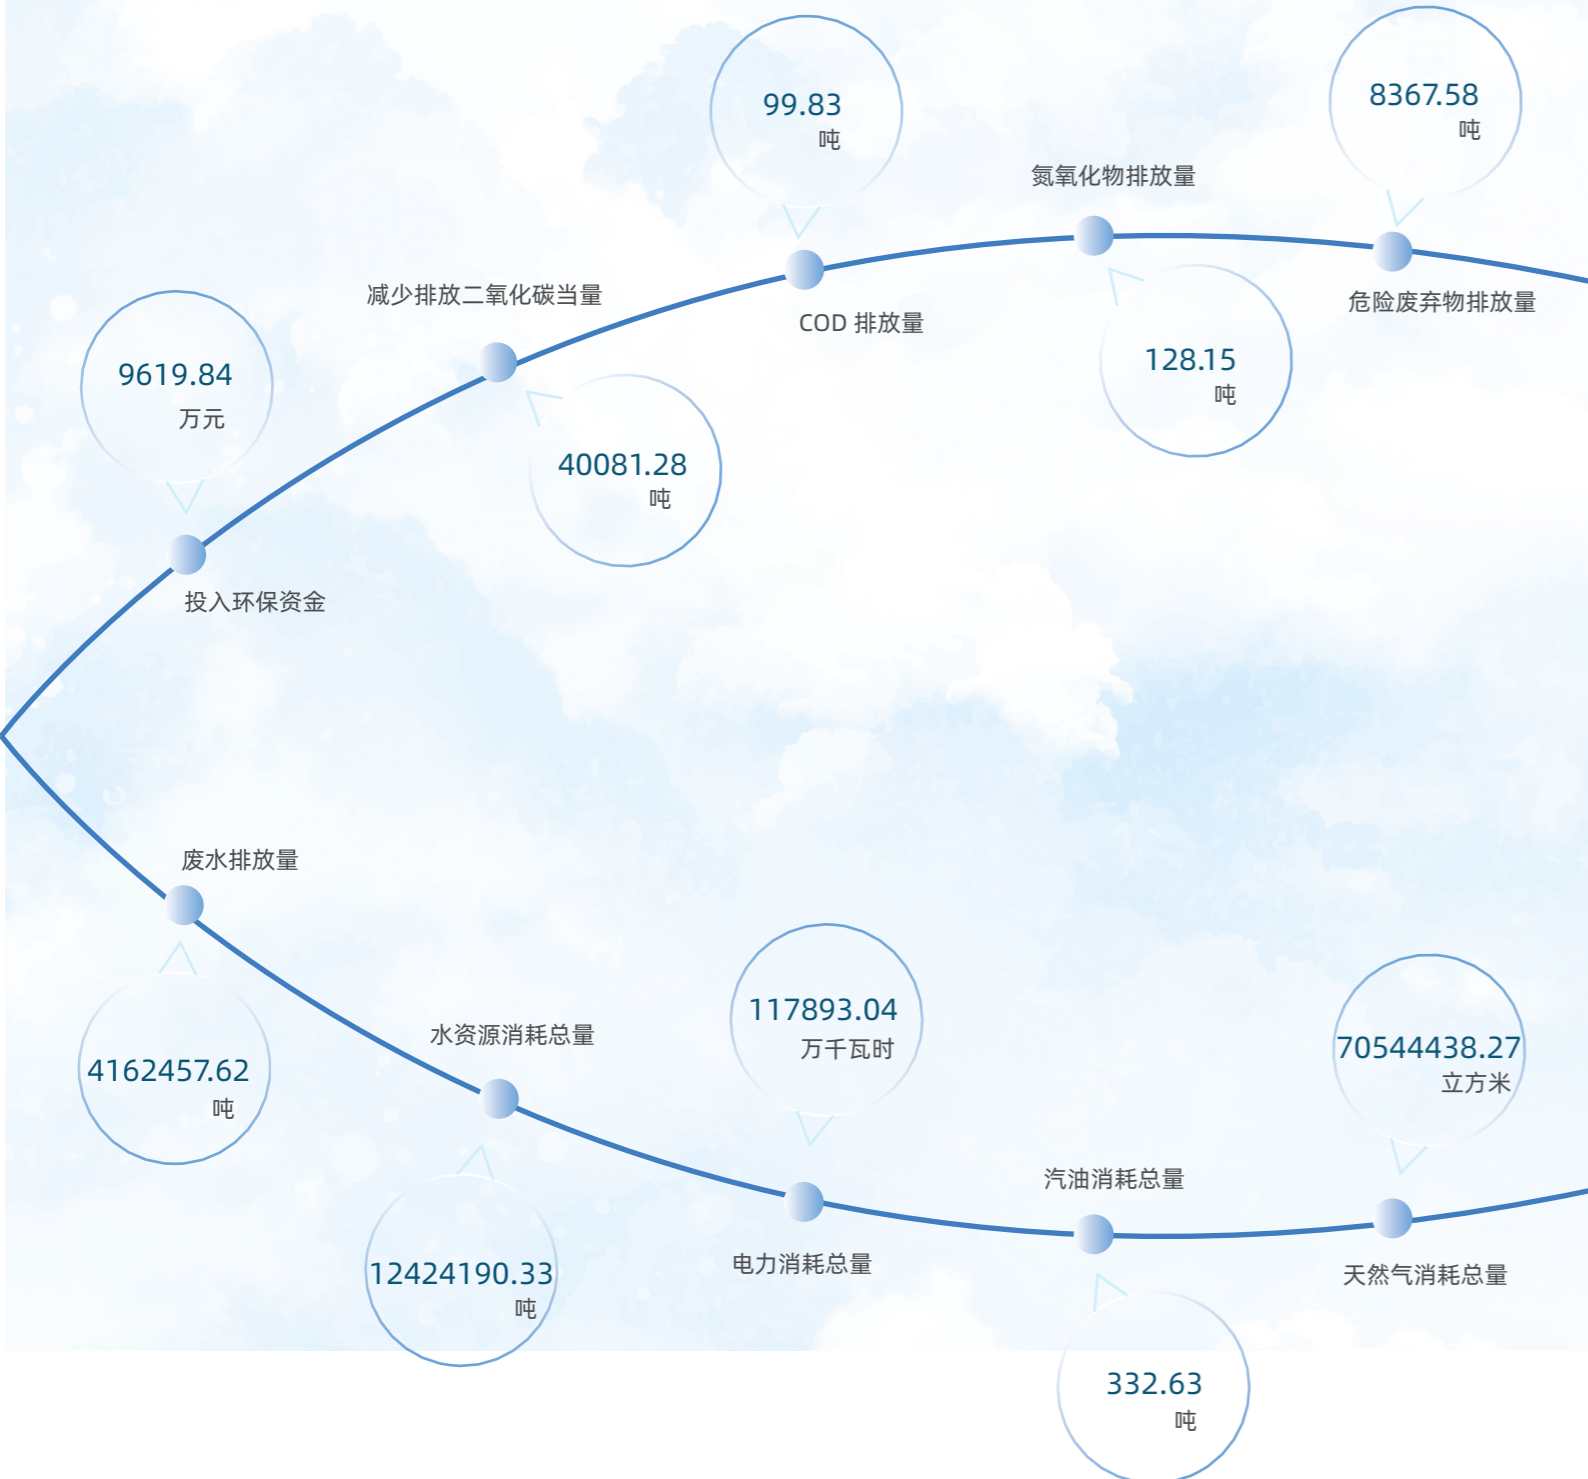 99.83
吨
8367.58
吨
氮氧化物排放量
减少排放二氧化碳当量
COD 排放量
危险废弃物排放量
9619.84
万元
128.15
吨
40081.28
吨
投入环保资金
废水排放量
4162457.62
吨
水资源消耗总量
117893.04
万千瓦时
70544438.27
立方米
汽油消耗总量
12424190.33
吨
电力消耗总量
天然气消耗总量
332.63
吨